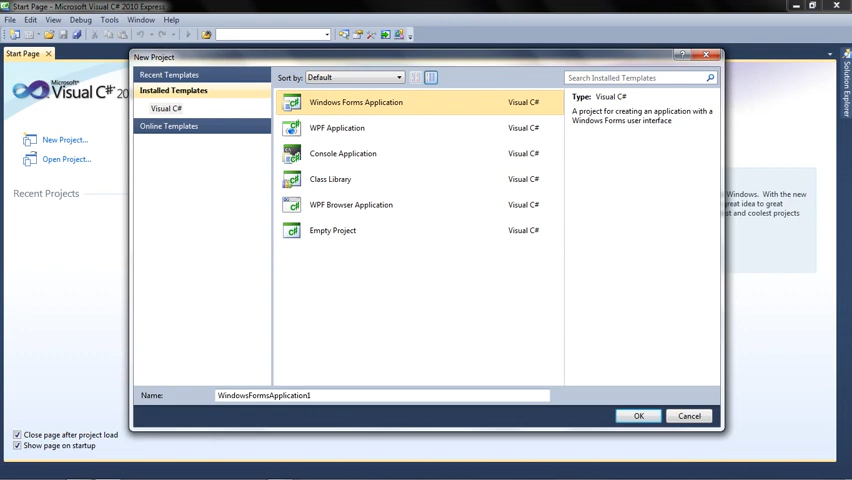 Start Page - Microsoft Visual C# 2010 Express
File Edit View Debug Tools Window Help
Start Page
Solution Explorer
Microsoft
Visual C# 20
New Project...
Open Project...
Recent Projects
Windows. With the new
great idea to great
st and coolest projects
Close page after project load
Show page on startup
New Project
Recent Templates
Installed Templates
Visual C#
Online Templates
Sort by: Default
Search Installed Templates
Windows Forms Application Visual C#
WPF Application Visual C#
Console Application Visual C#
Class Library Visual C#
WPF Browser Application Visual C#
Empty Project Visual C#
Type: Visual C#
A project for creating an application with a
Windows Forms user interface
Name: WindowsFormsApplication1
OK Cancel